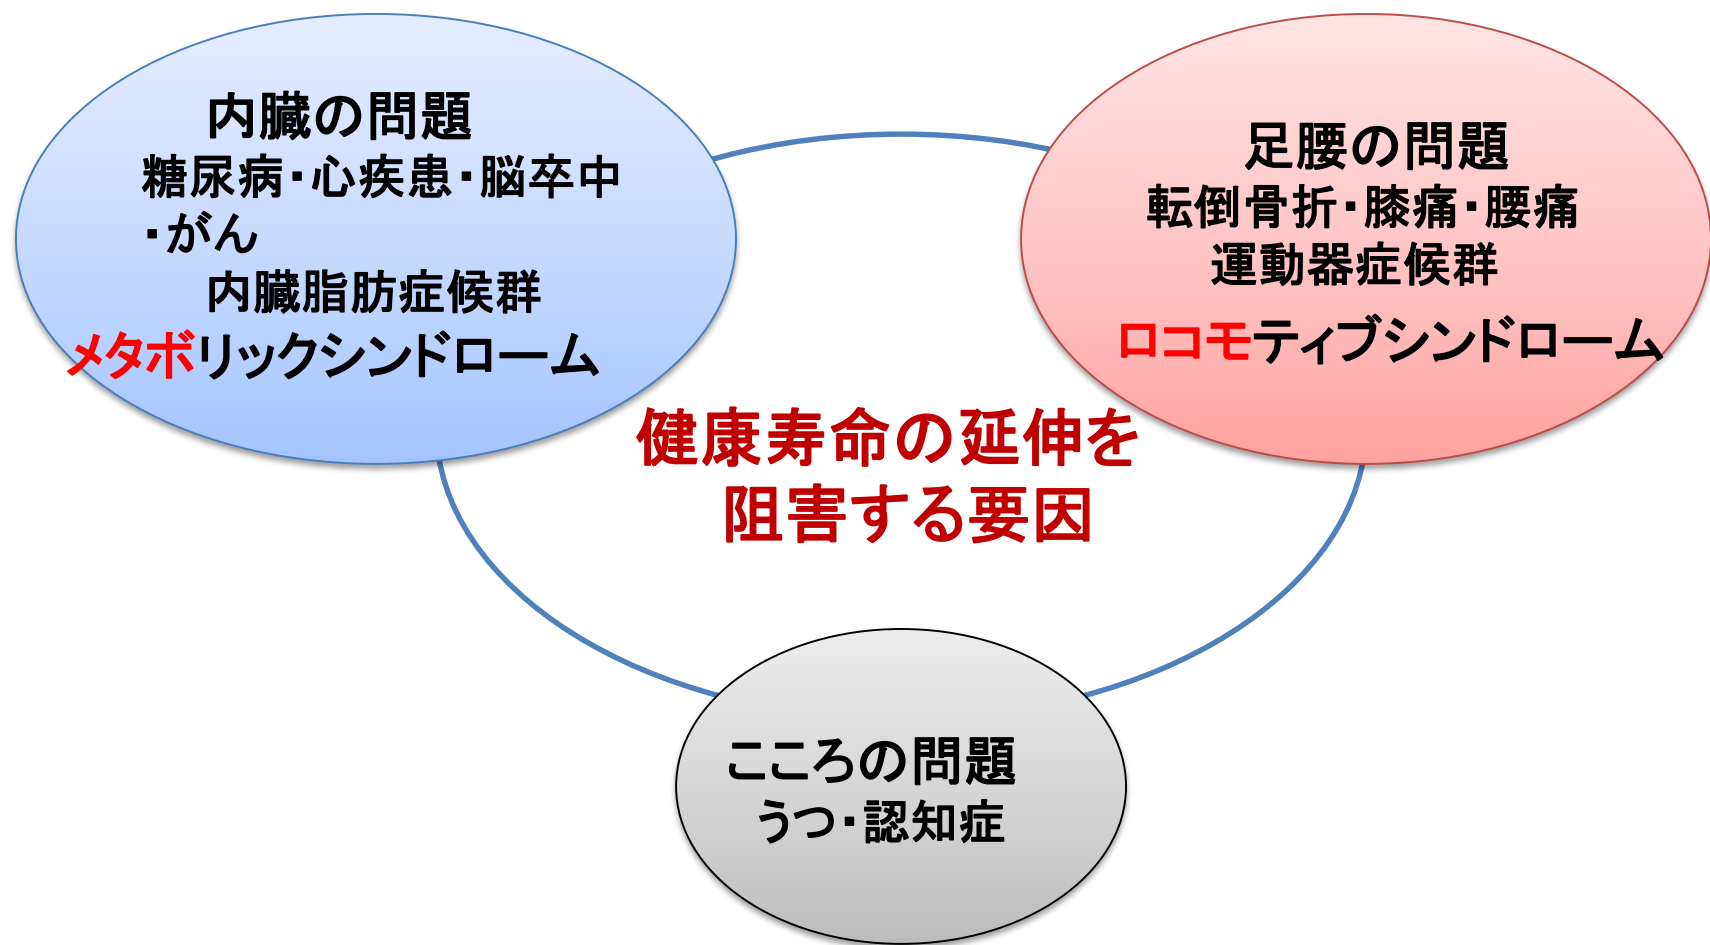 内臓の問題
糖尿病・心疾患・脳卒中
・がん
内臓脂肪症候群
メタボリックシンドローム
足腰の問題
転倒骨折・膝痛・腰痛
運動器症候群
ロコモティブシンドローム
健康寿命の延伸を
阻害する要因
こころの問題
うつ・認知症